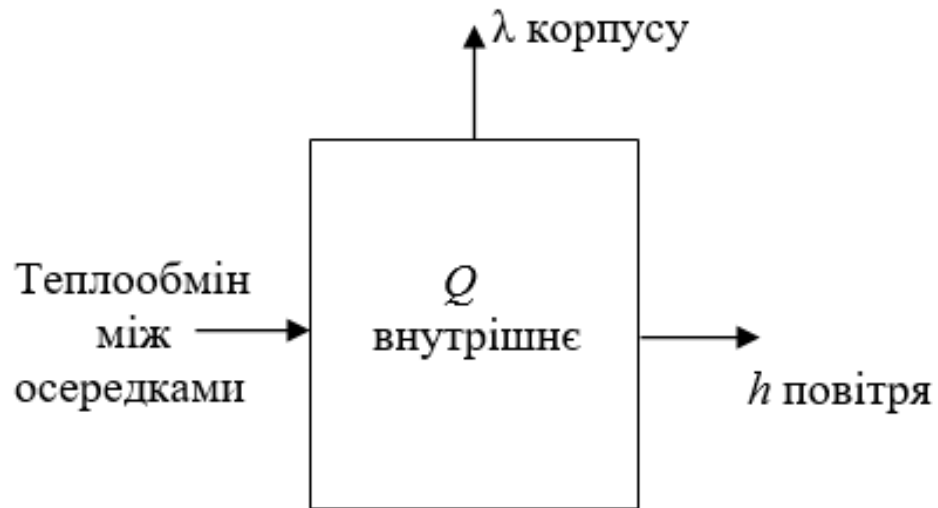 λ корпусу
Теплообмін
між
осередками
Q
внутрішнє
h повітря